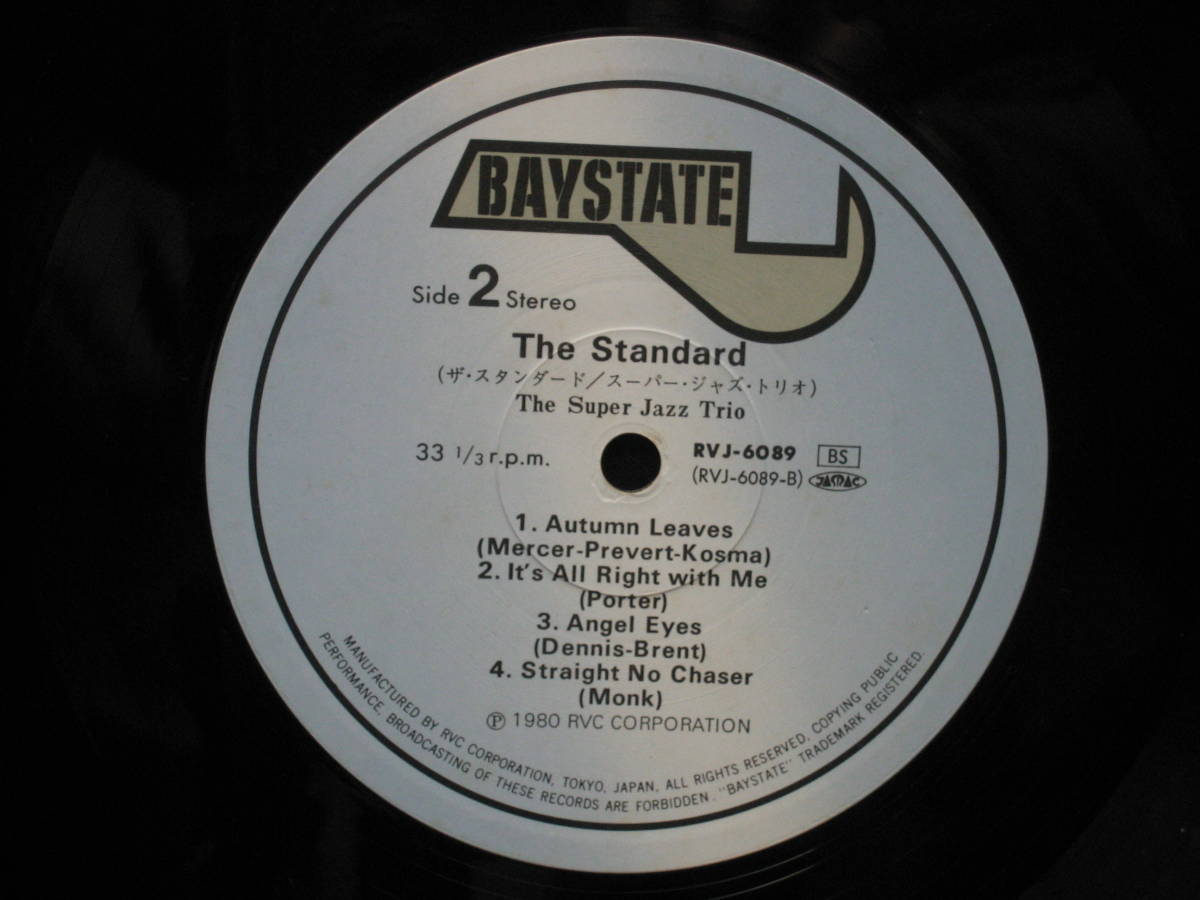 BAYSTATE
Side 2 Stereo
The Standard
(ザ・スタンダード/スーパー・ジャズ・トリオ)
The Super Jazz Trio
33 1/3 r.p.m.
RVJ-6089 BS
(RVJ-6089-B) JASRAC
1. Autumn Leaves
(Mercer-Prevert-Kosma)
2. It's All Right with Me
(Porter)
3. Angel Eyes
(Dennis-Brent)
4. Straight No Chaser
(Monk)
Ⓟ 1980 RVC CORPORATION
MANUFACTURED BY RVC CORPORATION, TOKYO, JAPAN, ALL RIGHTS RESERVED, COPYING PUBLIC
PERFORMANCE, BROADCASTING OF THESE RECORDS ARE FORBIDDEN. "BAYSTATE" TRADEMARK REGISTERED.